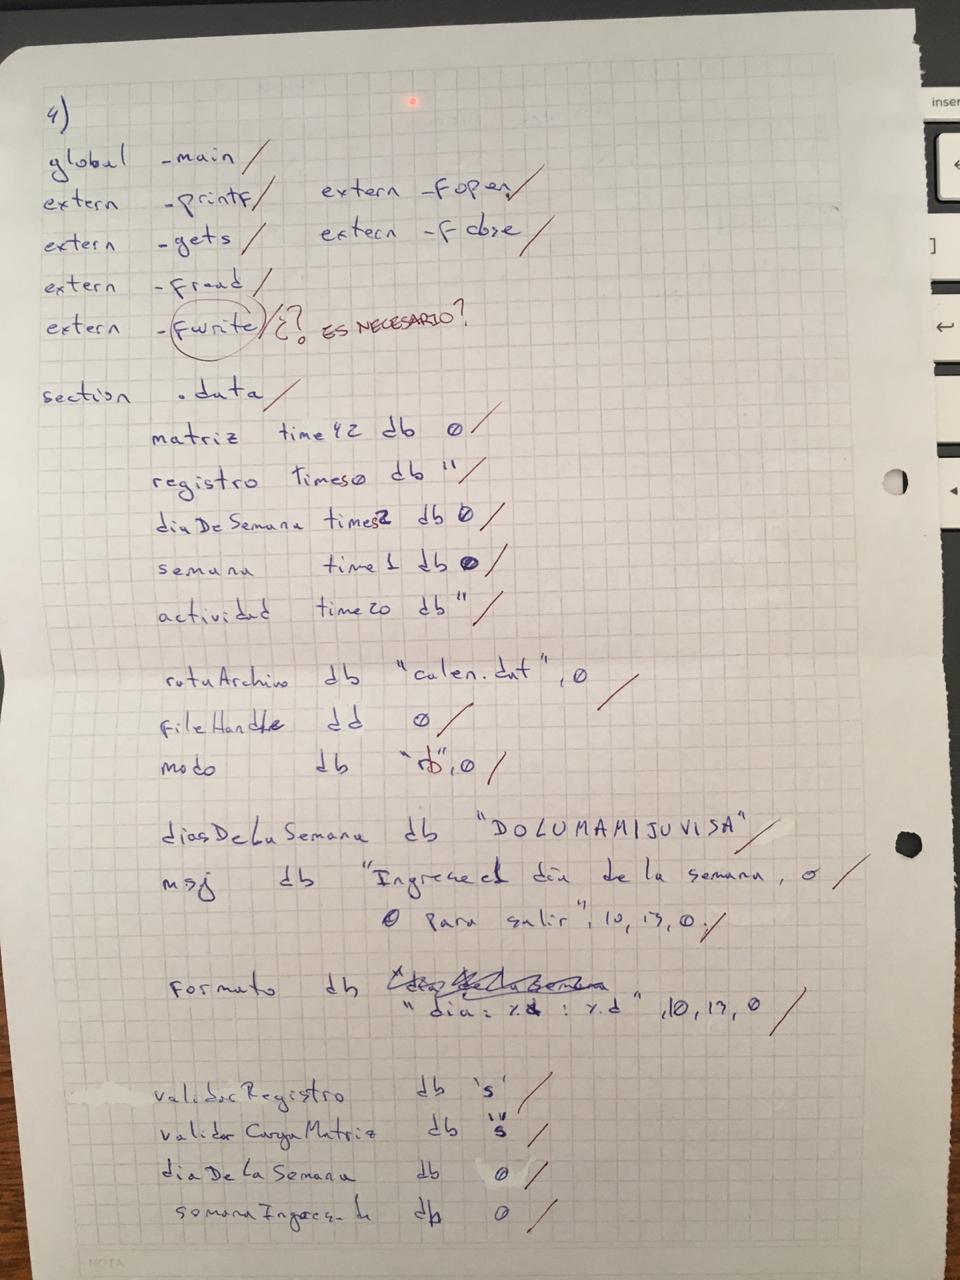 4)
global _main /
extern _printf / extern _fopen /
extern _gets / extern _fclose /
extern _fread /
extern _fwrite / ¿? ES NECESARIO?
section .data /
matriz time 42 db 0 /
registro times0 db '' /
diaDeSemana times2 db 0 /
semana time 1 db 0 /
actividad time 20 db '' /
rutaArchivo db "calen.dat", 0 /
fileHandle dd 0 /
modo db "rb", 0 /
diasDeLaSemana db "DOLUMAMIJUVISA" /
msj db "Ingrese el dia de la semana, o /
0 para salir", 10, 13, 0 /
formato db
"dia: %d : %d", 10, 13, 0 /
validarRegistro db 's' /
validarCargaMatriz db "s" /
diaDeLaSemana db 0 /
semanaIngresada db 0 /
NOTA
inser